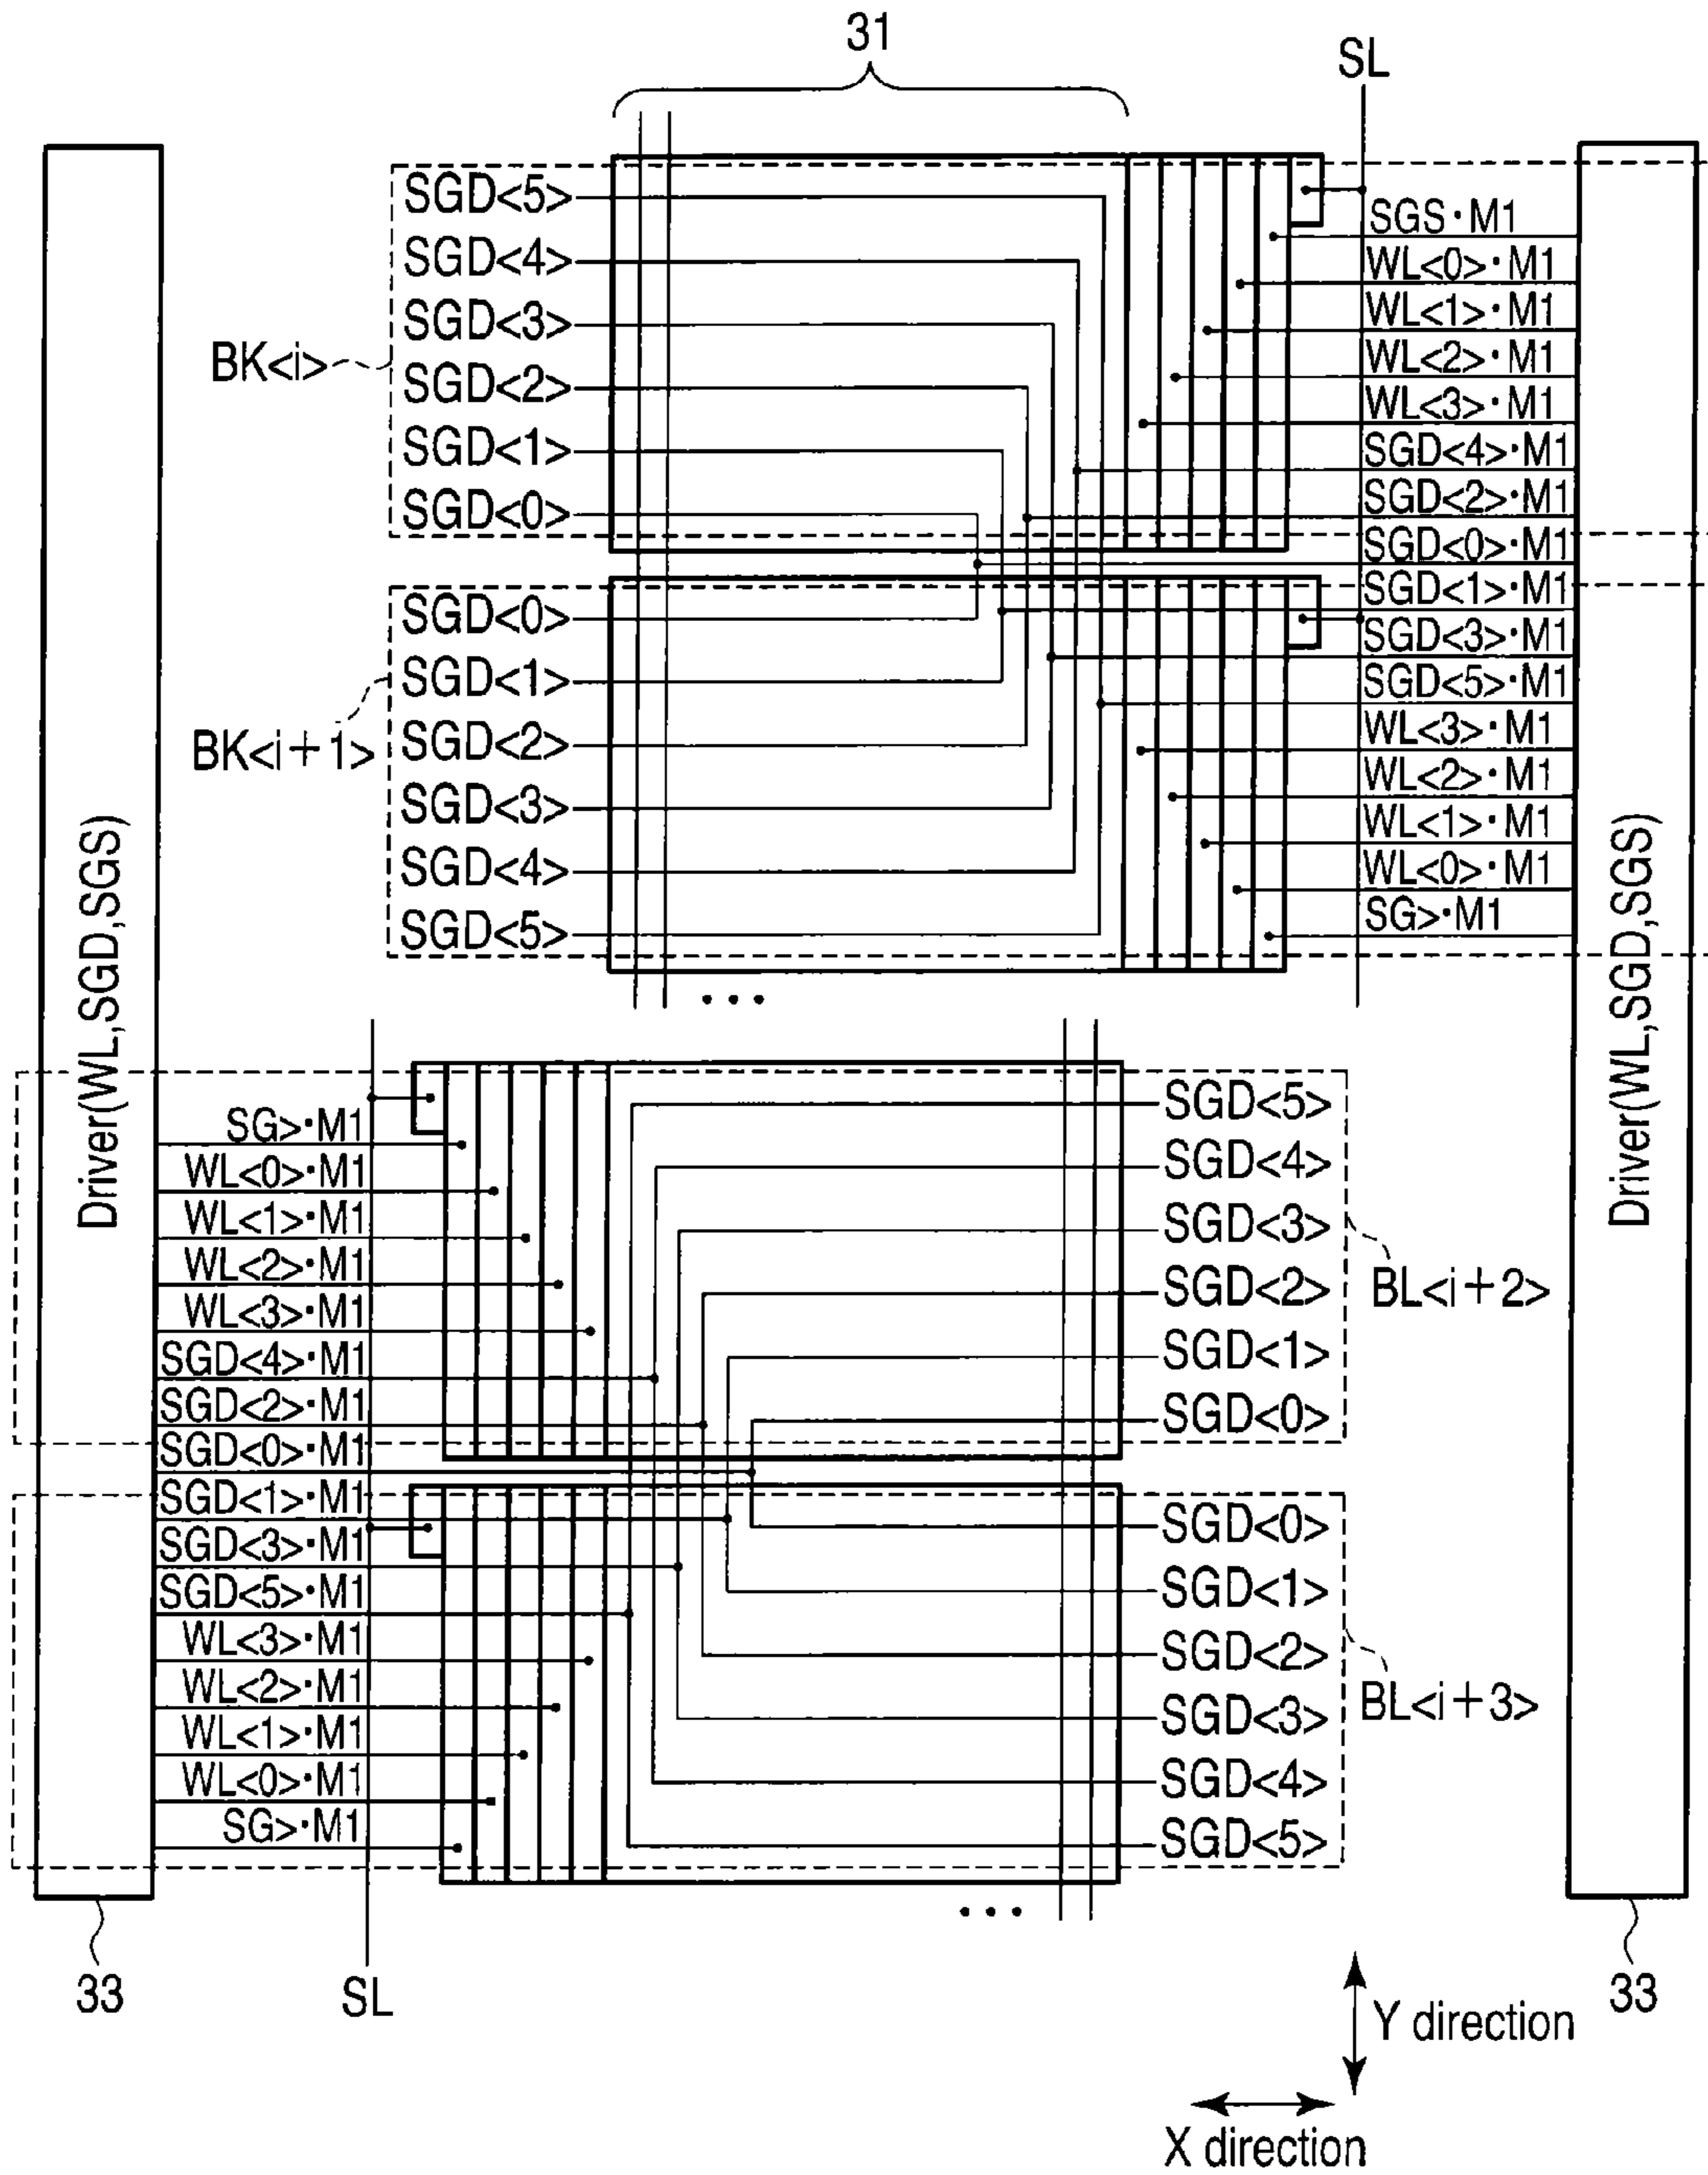 31
SL
SGD<5>
SGD<4>
SGD<3>
SGD<2>
SGD<1>
SGD<0>
BK<i>
SGS·M1
WL<0>·M1
WL<1>·M1
WL<2>·M1
WL<3>·M1
SGD<4>·M1
SGD<2>·M1
SGD<0>·M1
SGD<1>·M1
SGD<3>·M1
SGD<5>·M1
WL<3>·M1
WL<2>·M1
WL<1>·M1
WL<0>·M1
SG>·M1
SGD<0>
SGD<1>
SGD<2>
SGD<3>
SGD<4>
SGD<5>
BK<i+1>
Driver(WL,SGD,SGS)
Driver(WL,SGD,SGS)
SG>·M1
WL<0>·M1
WL<1>·M1
WL<2>·M1
WL<3>·M1
SGD<4>·M1
SGD<2>·M1
SGD<0>·M1
SGD<1>·M1
SGD<3>·M1
SGD<5>·M1
WL<3>·M1
WL<2>·M1
WL<1>·M1
WL<0>·M1
SG>·M1
SGD<5>
SGD<4>
SGD<3>
SGD<2>
SGD<1>
SGD<0>
BL<i+2>
SGD<0>
SGD<1>
SGD<2>
SGD<3>
SGD<4>
SGD<5>
BL<i+3>
33
SL
33
Y direction
X direction